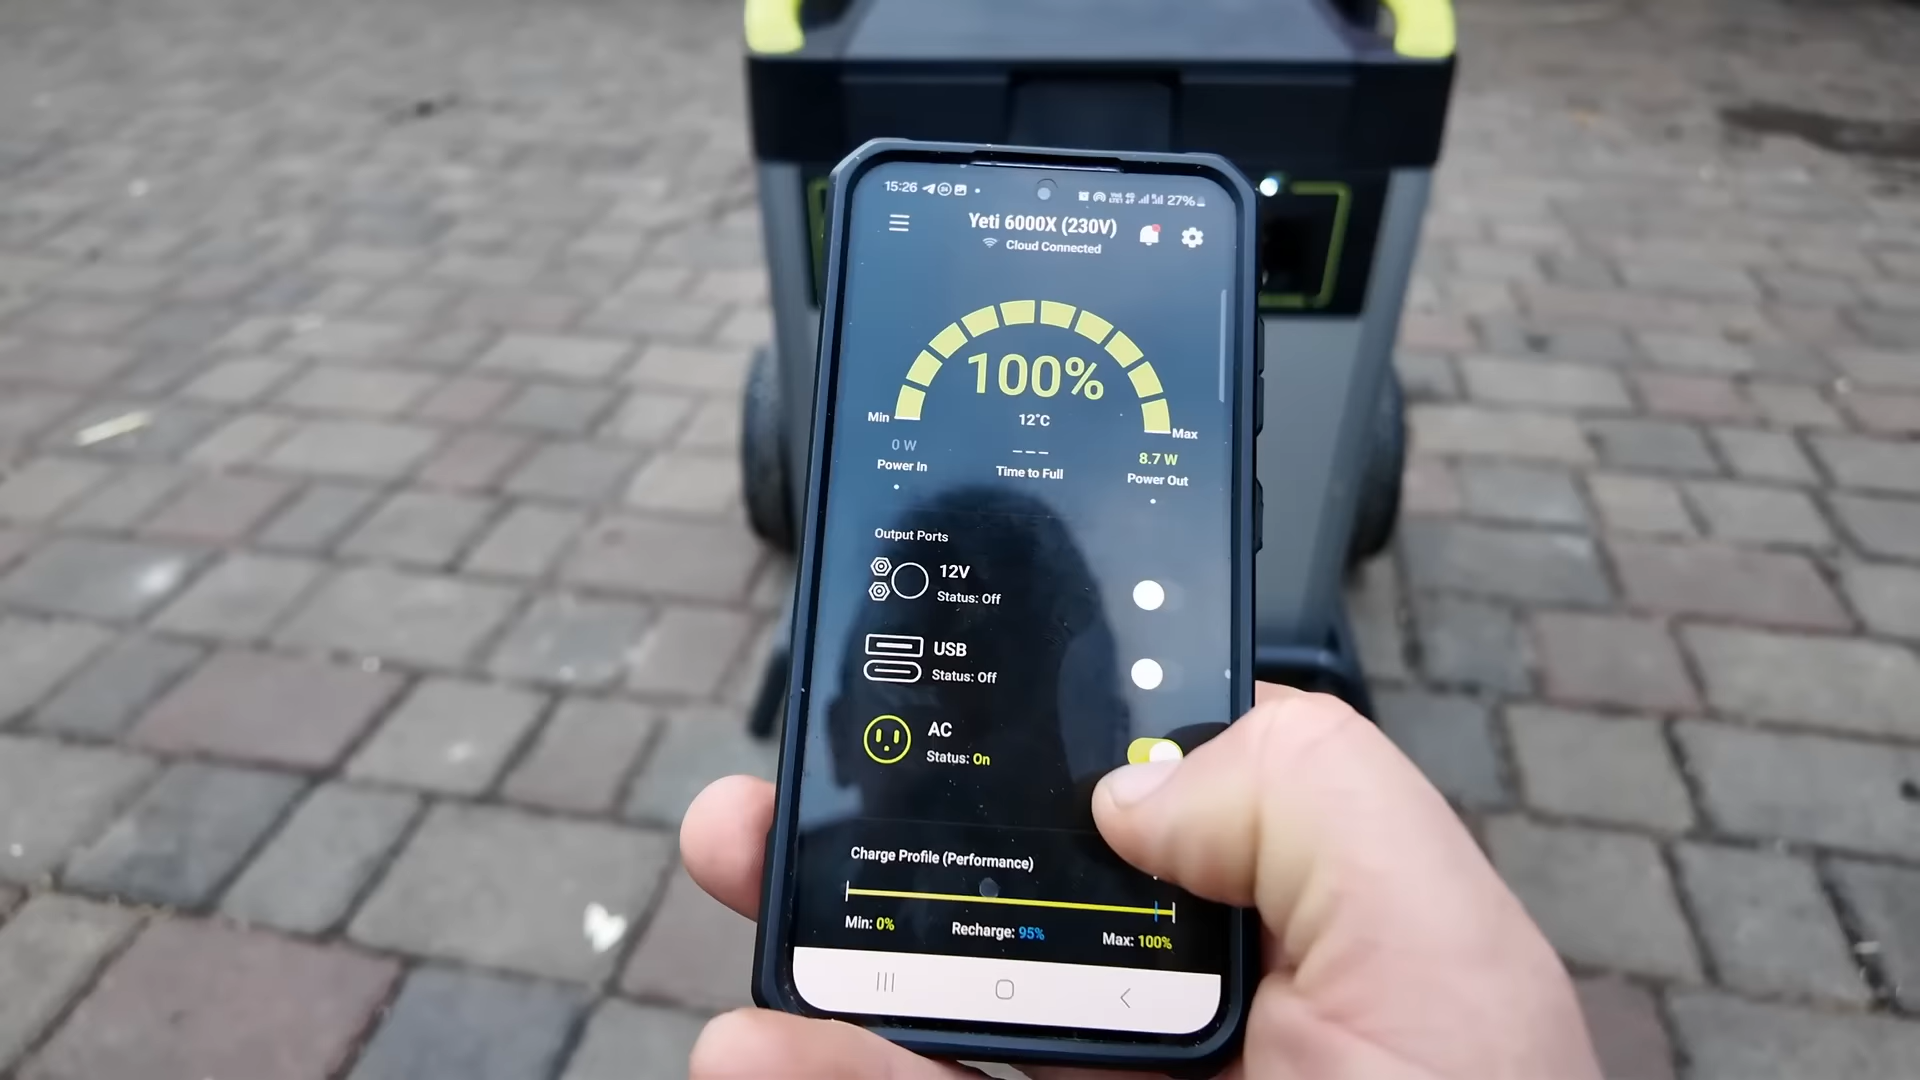 15:26
27%
Yeti 6000X (230V)
Cloud Connected
100%
12°C
Min
Max
0 W
Power In
---
Time to Full
8.7 W
Power Out
Output Ports
12V
Status: Off
USB
Status: Off
AC
Status: On
Charge Profile (Performance)
Min: 0%
Recharge: 95%
Max: 100%